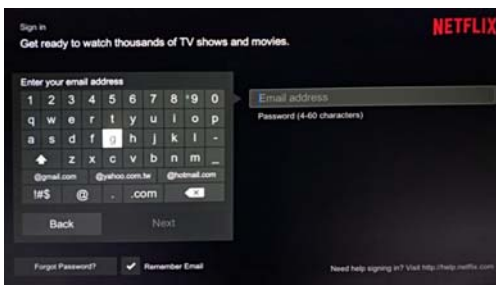 Sign in
NETFLIX
Get ready to watch thousands of TV shows and movies.
Enter your email address
1 2 3 4 5 6 7 8 9 0
Email address
q w e r t y u i o p
Password (4-60 characters)
a s d f g h j k l -
z x c v b n m _
@gmail.com @yahoo.com.tw @hotmail.com
!#$ @ . .com
Back Next
Forgot Password? Remember Email
Need help signing in? Visit http://help.netflix.com